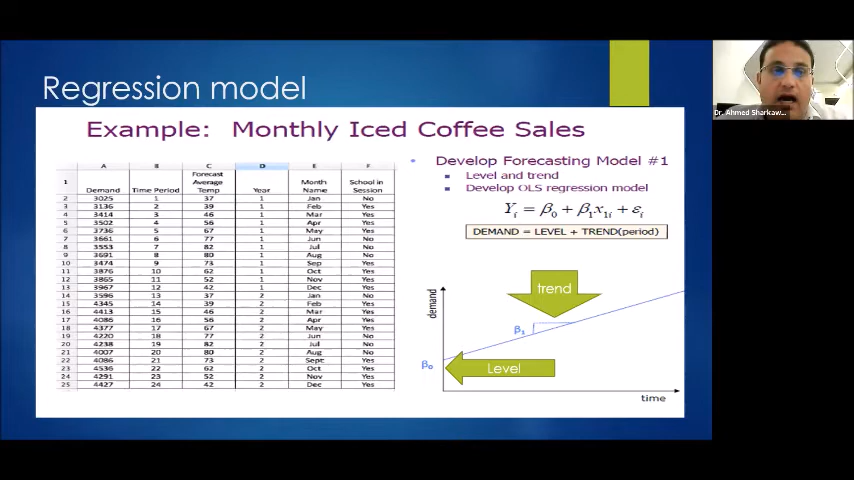 Regression model
Dr. Ahmed Sharkaw...
Example: Monthly Iced Coffee Sales
A B C D E F
1 Demand Time Period Forecast Average Temp Year Month Name School in Session
2 3025 1 37 1 Jan No
3 3136 2 39 1 Feb Yes
4 3414 3 46 1 Mar Yes
5 3502 4 56 1 Apr Yes
6 3736 5 67 1 May Yes
7 3661 6 77 1 Jun No
8 3553 7 82 1 Jul No
9 3691 8 80 1 Aug No
10 3474 9 73 1 Sep Yes
11 3876 10 62 1 Oct Yes
12 3865 11 52 1 Nov Yes
13 3967 12 42 1 Dec Yes
14 3596 13 37 2 Jan No
15 4345 14 39 2 Feb Yes
16 4413 15 46 2 Mar Yes
17 4086 16 56 2 Apr Yes
18 4377 17 67 2 May Yes
19 4220 18 77 2 Jun No
20 4238 19 82 2 Jul No
21 4007 20 80 2 Aug No
22 4086 21 73 2 Sept Yes
23 4536 22 62 2 Oct Yes
24 4291 23 52 2 Nov Yes
25 4427 24 42 2 Dec Yes
• Develop Forecasting Model #1
Level and trend
Develop OLS regression model
Yᵢ = β₀ + β₁x₁ᵢ + εᵢ
DEMAND = LEVEL + TREND(period)
trend
demand
β₁
β₀
Level
time